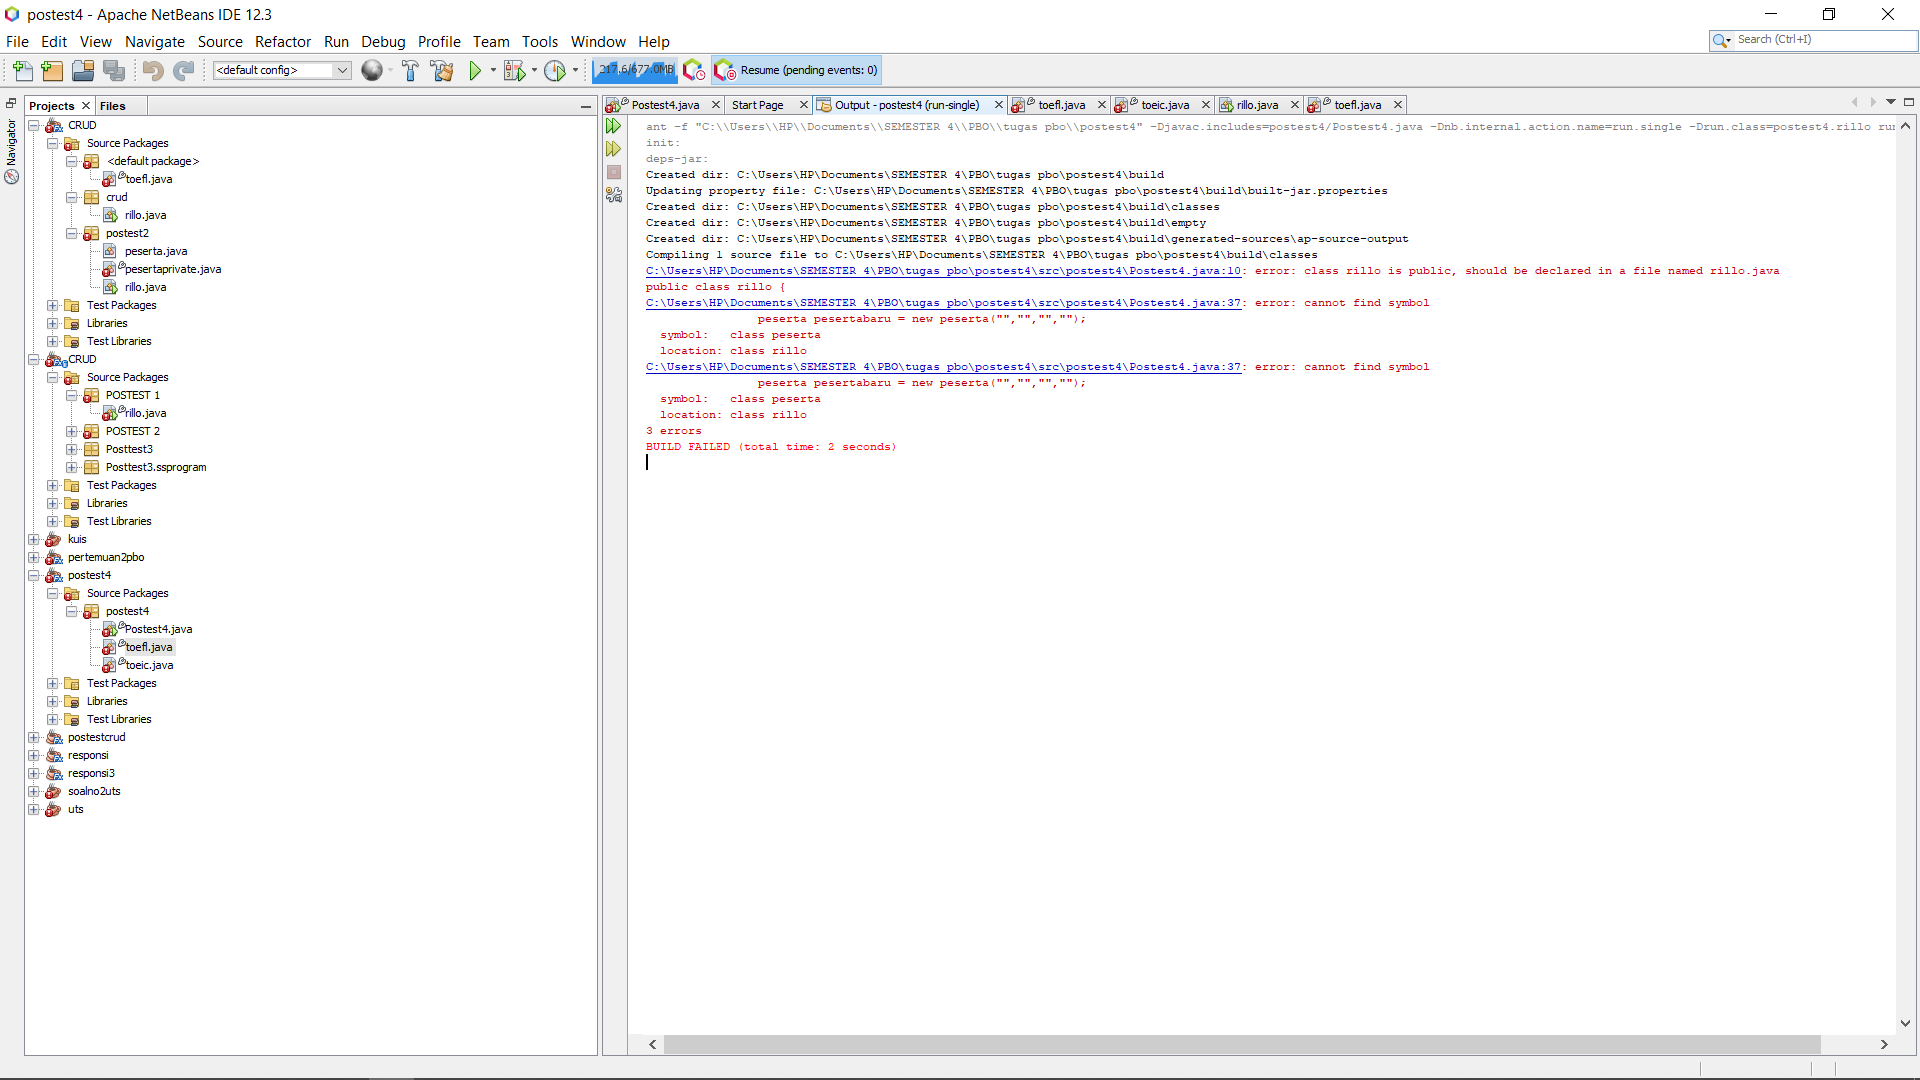 postest4 - Apache NetBeans IDE 12.3
File Edit View Navigate Source Refactor Run Debug Profile Team Tools Window Help
Search (Ctrl+I)
<default config>
217.6/677.0MB
Resume (pending events: 0)
Projects Files
Navigator
CRUD
Source Packages
<default package>
toefl.java
crud
rillo.java
postest2
peserta.java
pesertaprivate.java
rillo.java
Test Packages
Libraries
Test Libraries
CRUD
Source Packages
POSTEST 1
rillo.java
POSTEST 2
Posttest3
Posttest3.ssprogram
Test Packages
Libraries
Test Libraries
kuis
pertemuan2pbo
postest4
Source Packages
postest4
Postest4.java
toefl.java
toeic.java
Test Packages
Libraries
Test Libraries
postestcrud
responsi
responsi3
soalno2uts
uts
Postest4.java Start Page Output - postest4 (run-single) toefl.java toeic.java rillo.java toefl.java
ant -f "C:\\Users\\HP\\Documents\\SEMESTER 4\\PBO\\tugas pbo\\postest4" -Djavac.includes=postest4/Postest4.java -Dnb.internal.action.name=run.single -Drun.class=postest4.rillo run
init:
deps-jar:
Created dir: C:\Users\HP\Documents\SEMESTER 4\PBO\tugas pbo\postest4\build
Updating property file: C:\Users\HP\Documents\SEMESTER 4\PBO\tugas pbo\postest4\build\built-jar.properties
Created dir: C:\Users\HP\Documents\SEMESTER 4\PBO\tugas pbo\postest4\build\classes
Created dir: C:\Users\HP\Documents\SEMESTER 4\PBO\tugas pbo\postest4\build\empty
Created dir: C:\Users\HP\Documents\SEMESTER 4\PBO\tugas pbo\postest4\build\generated-sources\ap-source-output
Compiling 1 source file to C:\Users\HP\Documents\SEMESTER 4\PBO\tugas pbo\postest4\build\classes
C:\Users\HP\Documents\SEMESTER 4\PBO\tugas pbo\postest4\src\postest4\Postest4.java:10: error: class rillo is public, should be declared in a file named rillo.java
public class rillo {
C:\Users\HP\Documents\SEMESTER 4\PBO\tugas pbo\postest4\src\postest4\Postest4.java:37: error: cannot find symbol
peserta pesertabaru = new peserta("","","","");
symbol: class peserta
location: class rillo
C:\Users\HP\Documents\SEMESTER 4\PBO\tugas pbo\postest4\src\postest4\Postest4.java:37: error: cannot find symbol
peserta pesertabaru = new peserta("","","","");
symbol: class peserta
location: class rillo
3 errors
BUILD FAILED (total time: 2 seconds)